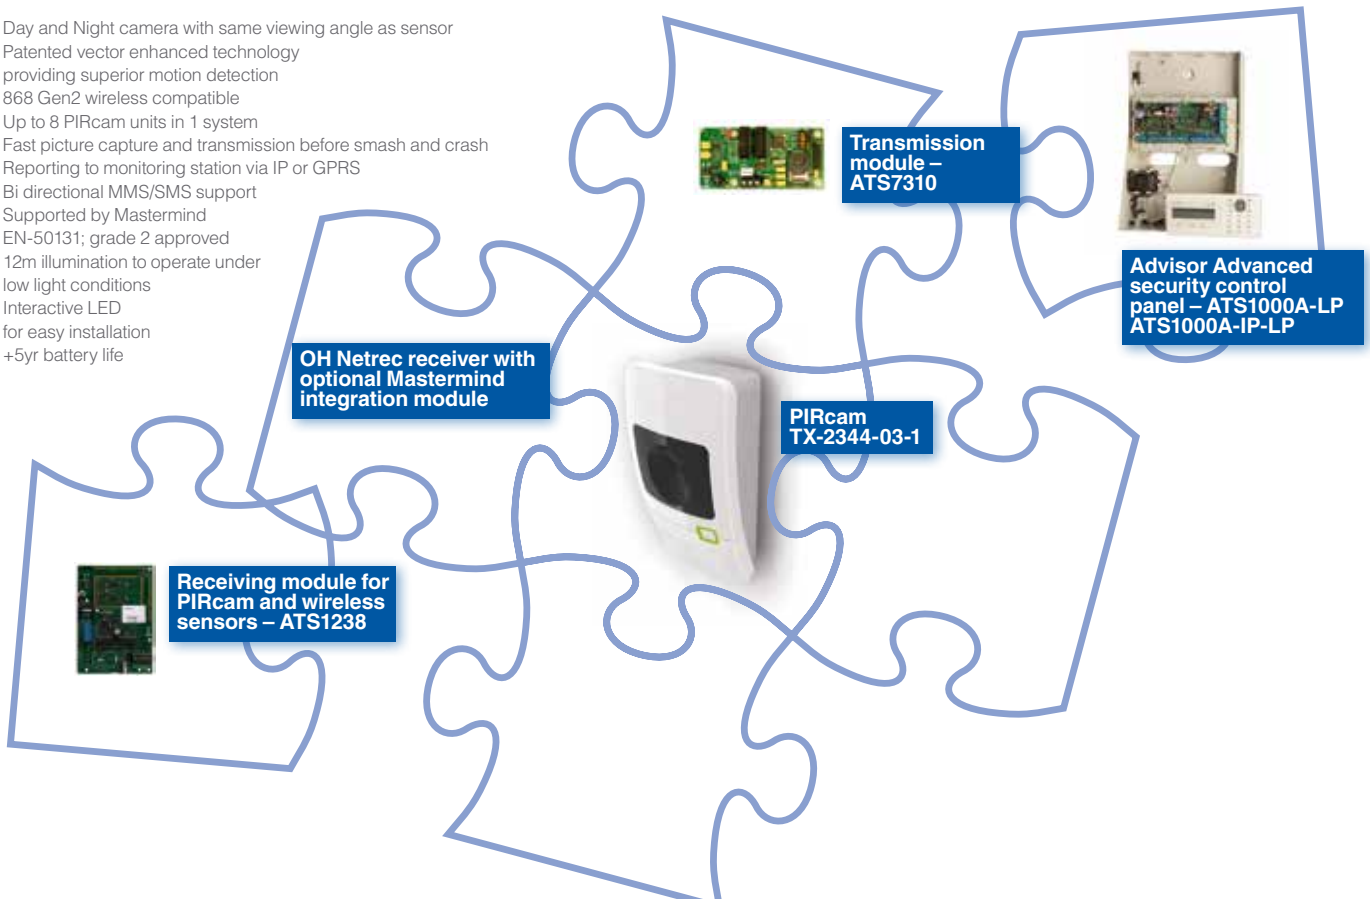 Day and Night camera with same viewing angle as sensor
Patented vector enhanced technology
providing superior motion detection
868 Gen2 wireless compatible
Up to 8 PIRcam units in 1 system
Fast picture capture and transmission before smash and crash
Reporting to monitoring station via IP or GPRS
Bi directional MMS/SMS support
Supported by Mastermind
EN-50131; grade 2 approved
12m illumination to operate under
low light conditions
Interactive LED
for easy installation
+5yr battery life
Transmission
module –
ATS7310
Advisor Advanced
security control
panel – ATS1000A-LP
ATS1000A-IP-LP
OH Netrec receiver with
optional Mastermind
integration module
PIRcam
TX-2344-03-1
Receiving module for
PIRcam and wireless
sensors – ATS1238